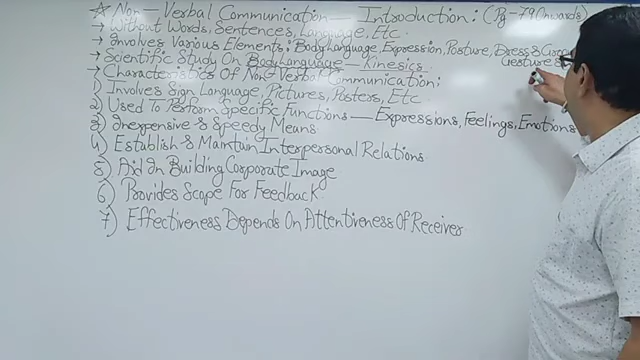 ☆ Non-Verbal Communication — Introduction: (Pg-79 Onwards)
→ Without Words, Sentences, Language, Etc.
→ Involves Various Elements: Body Language, Expression, Posture, Dress &
Gestures
→ Scientific Study On Body Language — Kinesics
→ Characteristics Of Non-Verbal Communication:
1) Involves Sign Language, Pictures, Posters, Etc
2) Used To Perform Specific Functions — Expressions, Feelings, Emotions
3) Inexpensive & Speedy Means
4) Establish & Maintain Interpersonal Relations
5) Aid In Building Corporate Image
6) Provides Scope For Feedback
7) Effectiveness Depends On Attentiveness Of Receiver